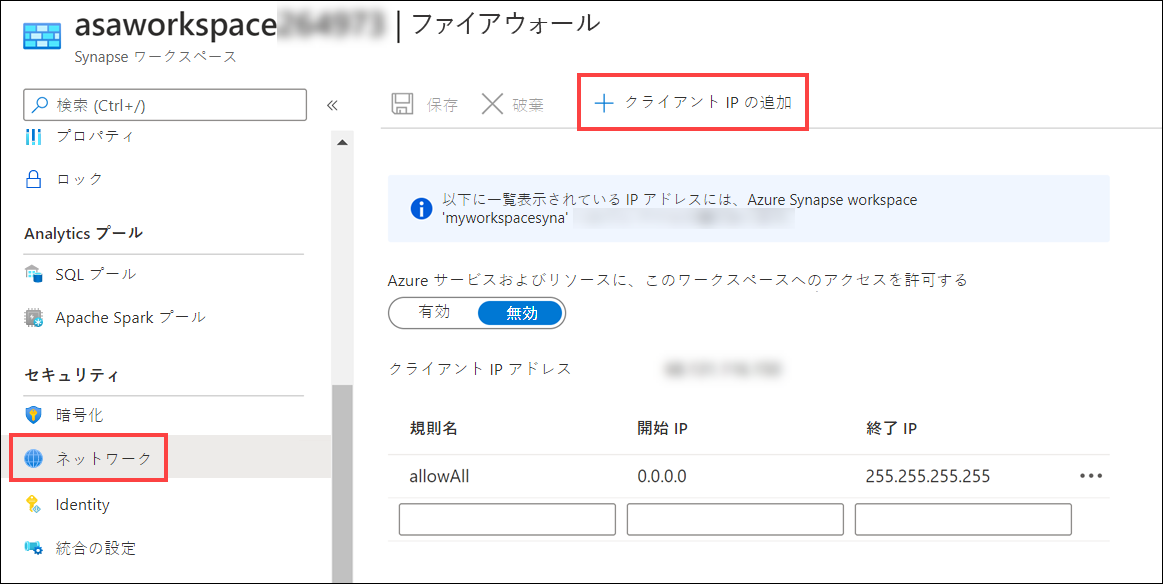 asaworkspace | ファイアウォール
Synapse ワークスペース
検索 (Ctrl+/)
«
保存
破棄
クライアント IP の追加
プロパティ
ロック
Analytics プール
SQL プール
Apache Spark プール
セキュリティ
暗号化
ネットワーク
Identity
統合の設定
以下に一覧表示されている IP アドレスには、Azure Synapse workspace
'myworkspacesyna'
Azure サービスおよびリソースに、このワークスペースへのアクセスを許可する
有効 無効
クライアント IP アドレス
規則名 開始 IP 終了 IP
allowAll 0.0.0.0 255.255.255.255 •••